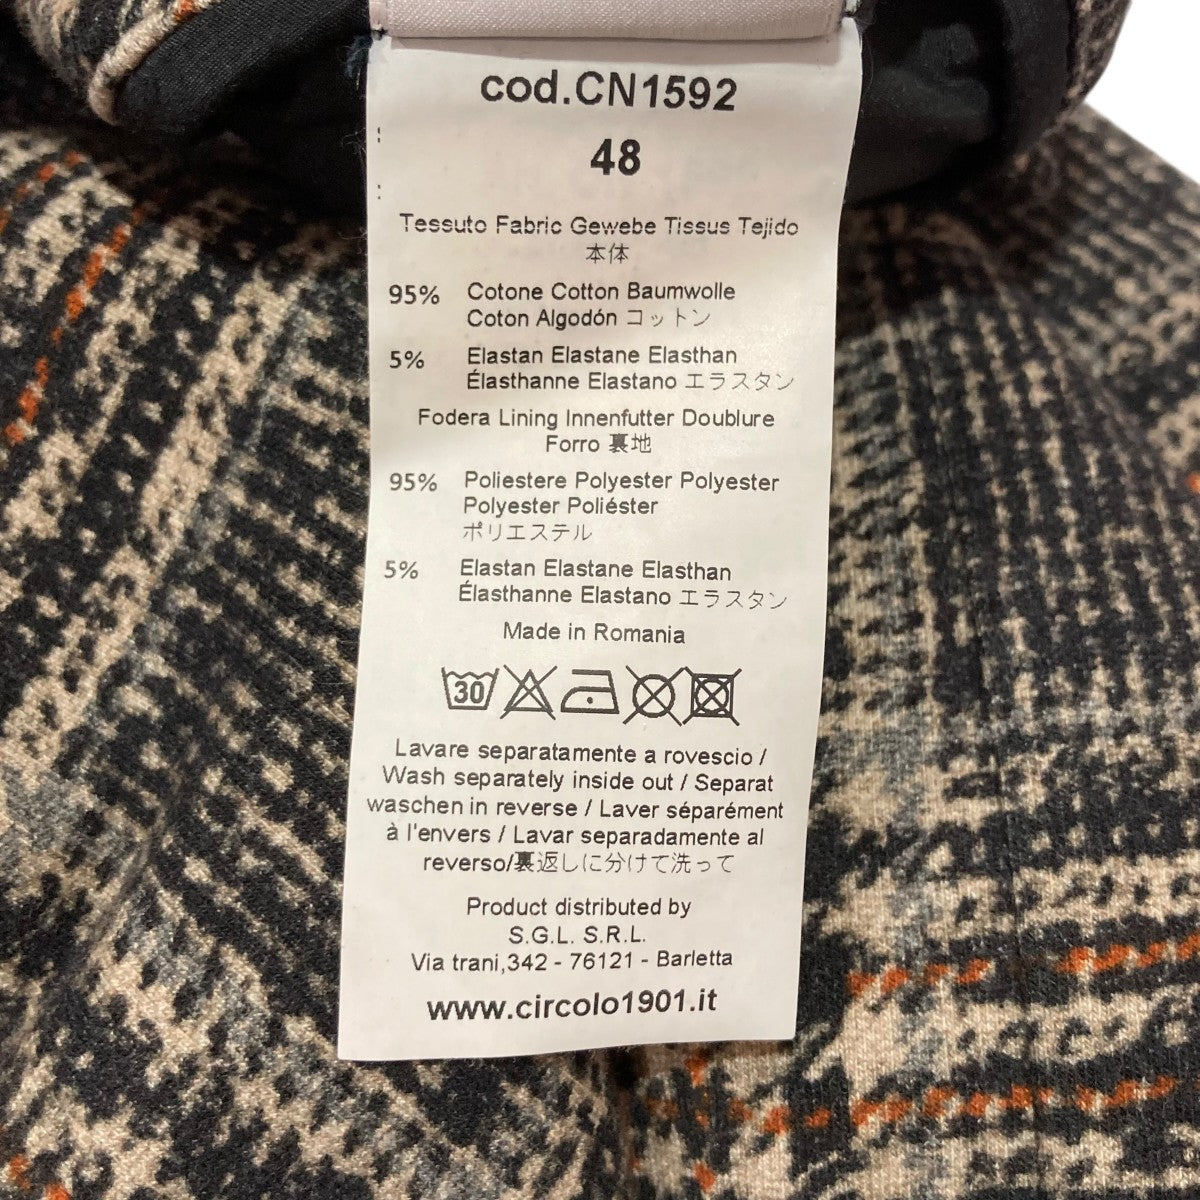 cod.CN1592
48
Tessuto Fabric Gewebe Tissus Tejido
本体
95% Cotone Cotton Baumwolle
Coton Algodón コットン
5% Elastan Elastane Elasthan
Élasthanne Elastano エラスタン
Fodera Lining Innenfutter Doublure
Forro 裏地
95% Poliestere Polyester Polyester
Polyester Poliéster
ポリエステル
5% Elastan Elastane Elasthan
Élasthanne Elastano エラスタン
Made in Romania
30
Lavare separatamente a rovescio /
Wash separately inside out / Separat
waschen in reverse / Laver séparément
à l'envers / Lavar separadamente al
reverso/裏返しに分けて洗って
Product distributed by
S.G.L. S.R.L.
Via trani,342 - 76121 - Barletta
www.circolo1901.it